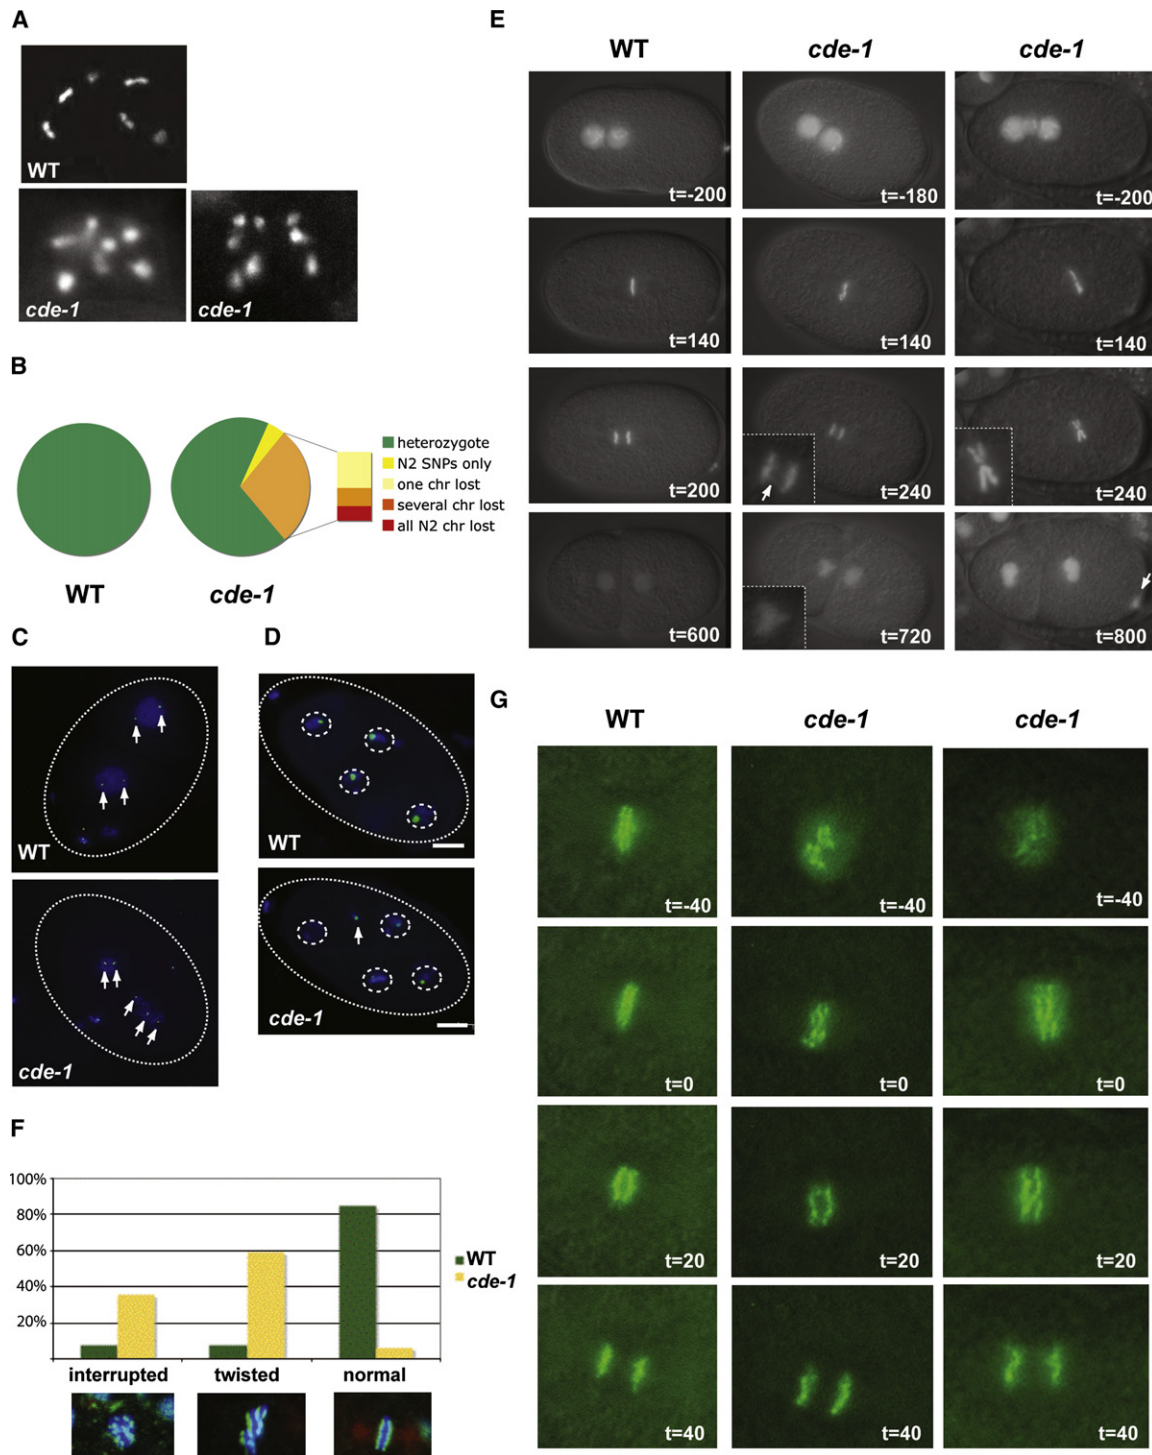 A
WT
cde-1
cde-1
B
heterozygote
N2 SNPs only
one chr lost
several chr lost
all N2 chr lost
WT
cde-1
C
WT
cde-1
D
WT
cde-1
E
WT
cde-1
cde-1
t=-200
t=-180
t=-200
t=140
t=140
t=140
t=200
t=240
t=240
t=600
t=720
t=800
F
100%
80%
60%
40%
20%
WT
cde-1
interrupted
twisted
normal
G
WT
cde-1
cde-1
t=-40
t=-40
t=-40
t=0
t=0
t=0
t=20
t=20
t=20
t=40
t=40
t=40